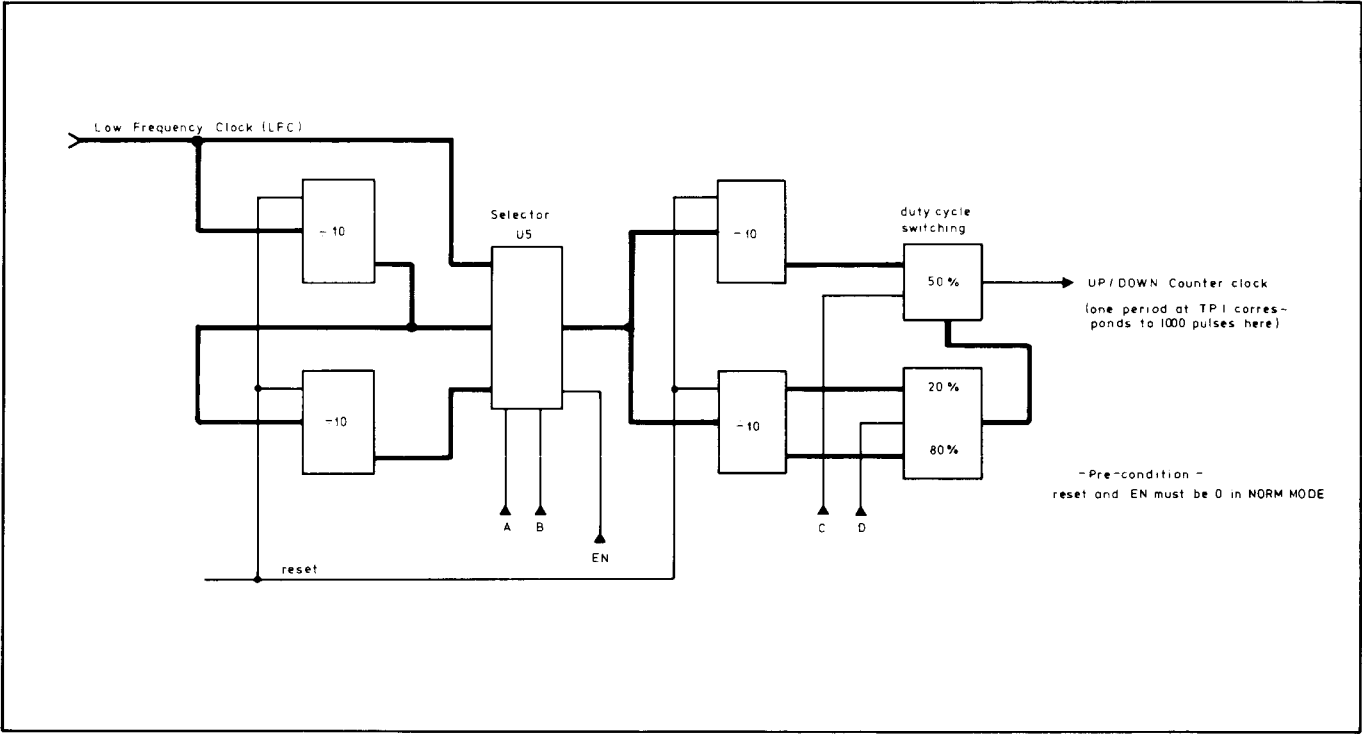 Low Frequency Clock (LFC)
-10
Selector
U5
-10
duty cycle
switching
50%
UP/DOWN Counter clock
(one period at TP1 corres-
ponds to 1000 pulses here)
-10
-10
20%
80%
-Pre-condition-
reset and EN must be 0 in NORM MODE
A B
C D
EN
reset